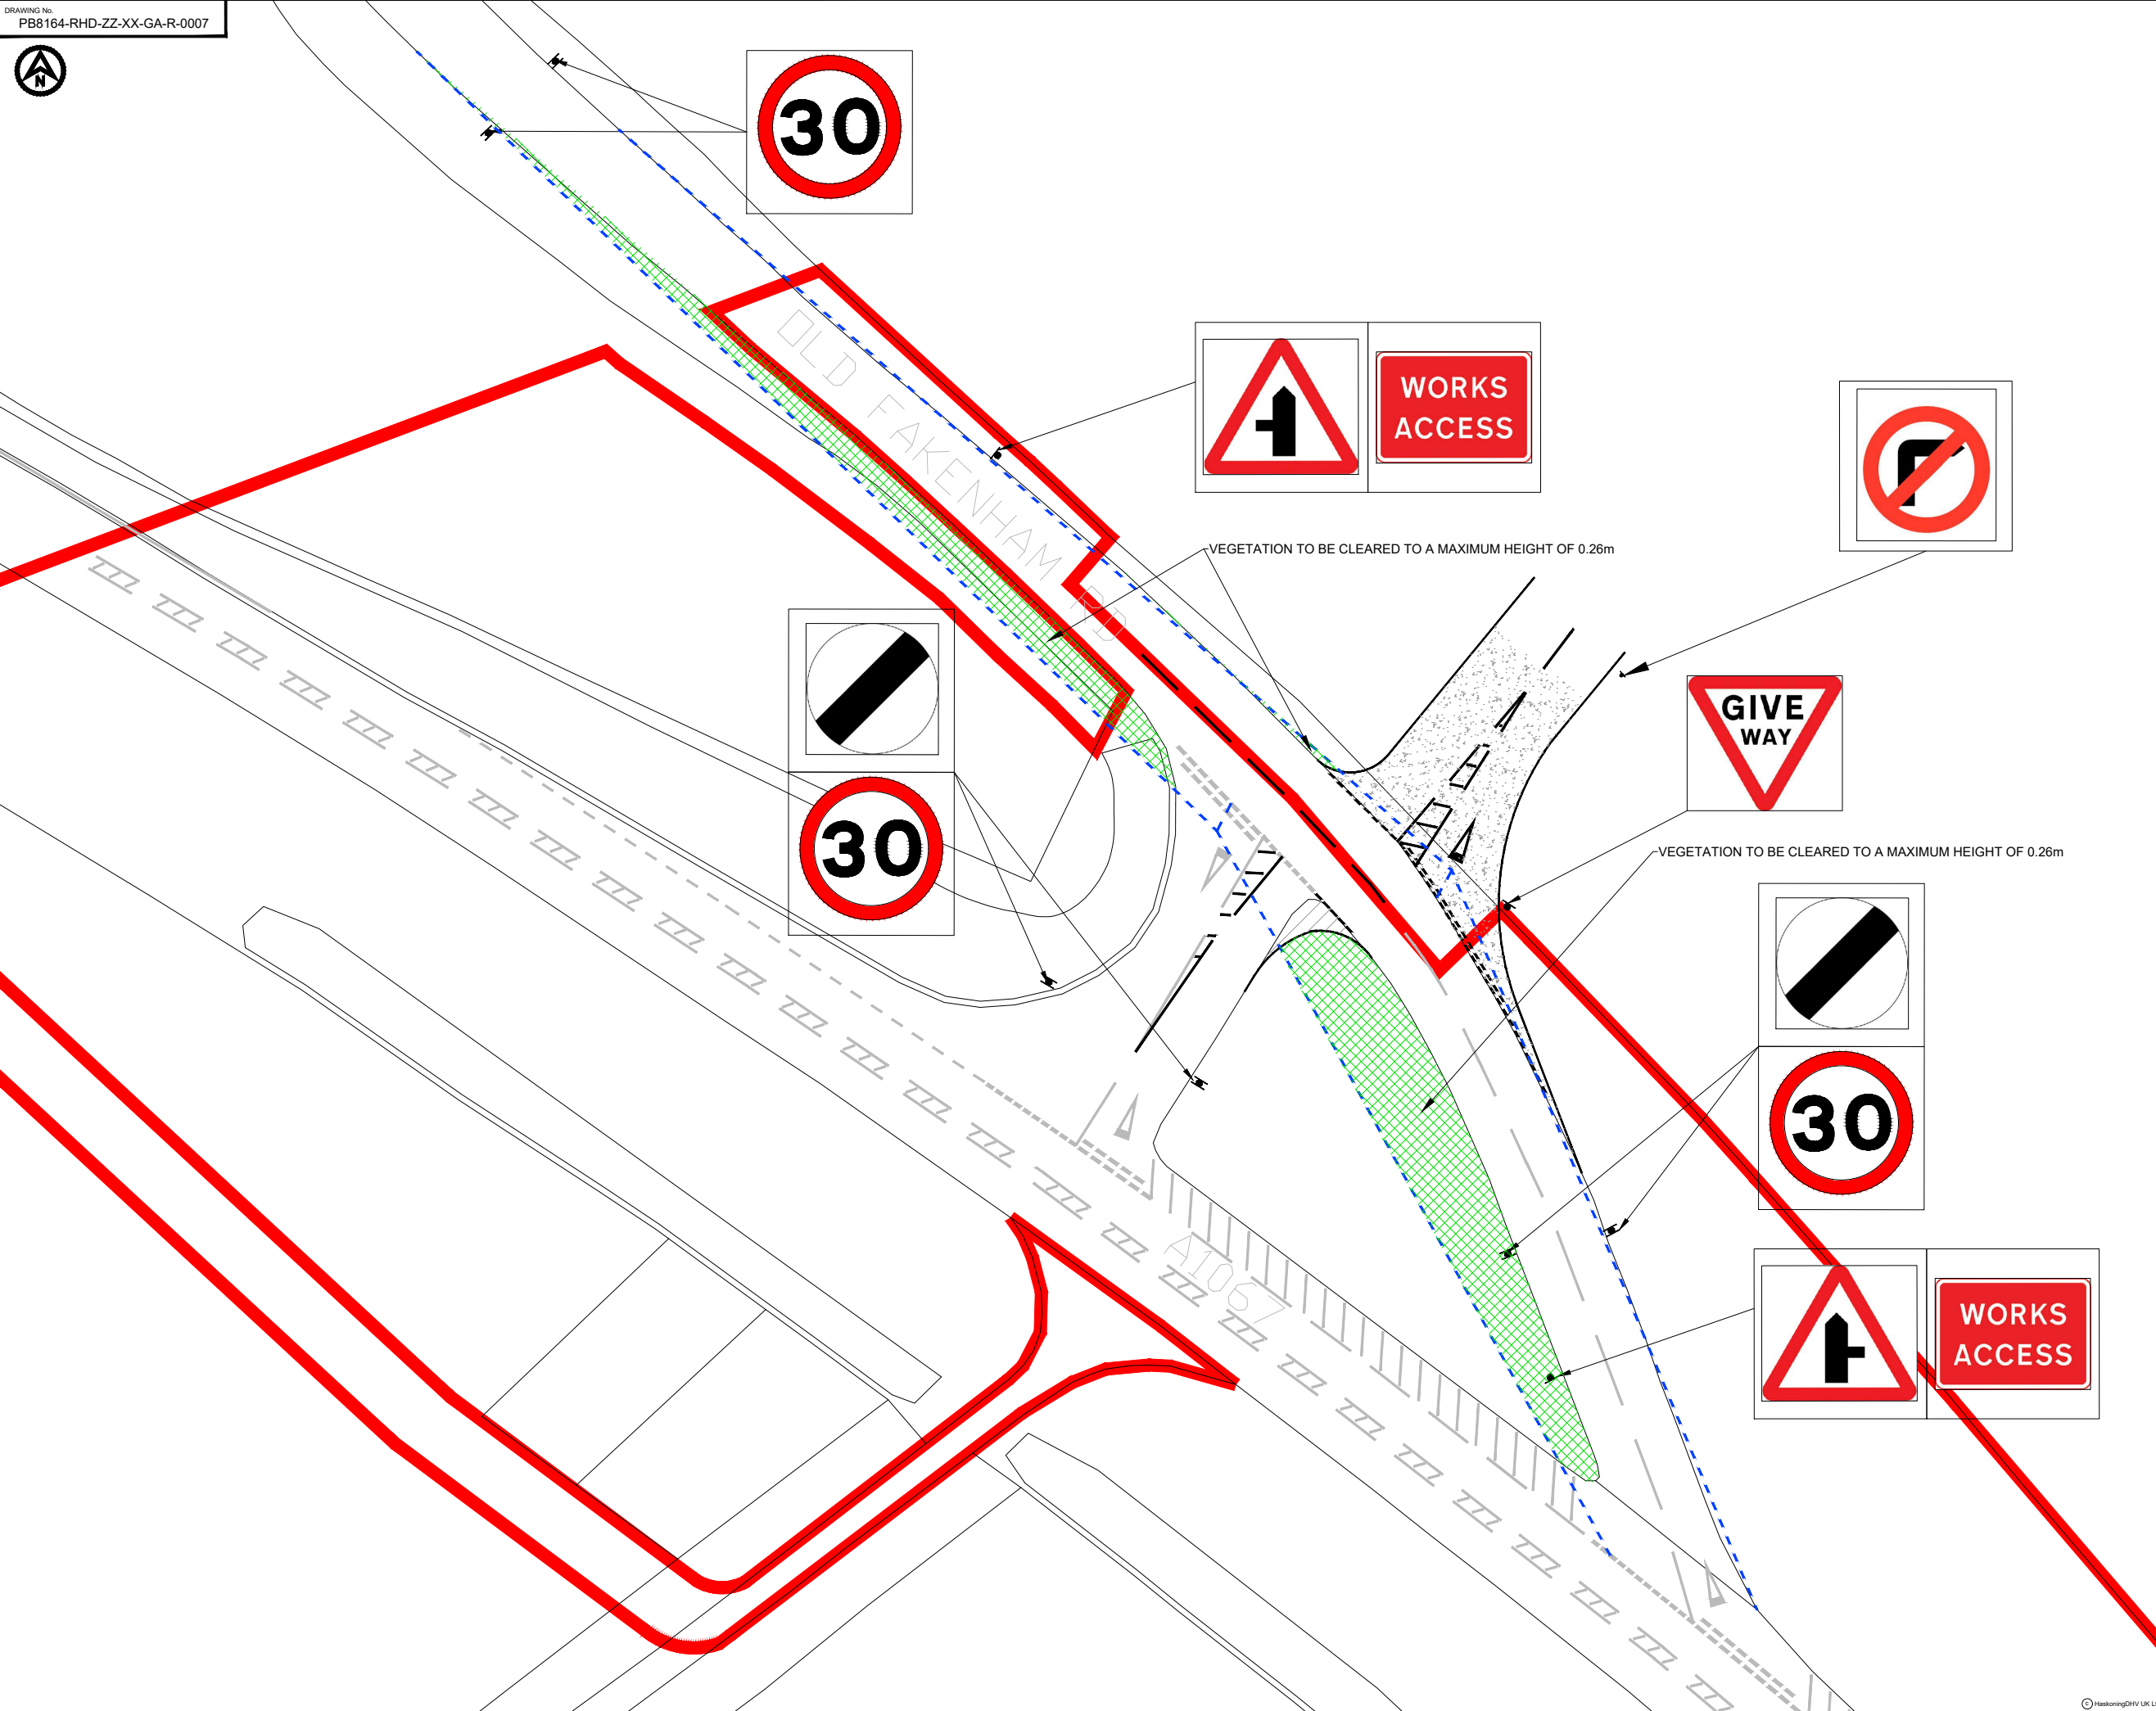 DRAWING No.
PB8164-RHD-ZZ-XX-GA-R-0007
N
30
OLD FAKENHAM RD
WORKS
ACCESS
VEGETATION TO BE CLEARED TO A MAXIMUM HEIGHT OF 0.26m
GIVE
WAY
30
VEGETATION TO BE CLEARED TO A MAXIMUM HEIGHT OF 0.26m
30
A1067
WORKS
ACCESS
© HaskoningDHV UK